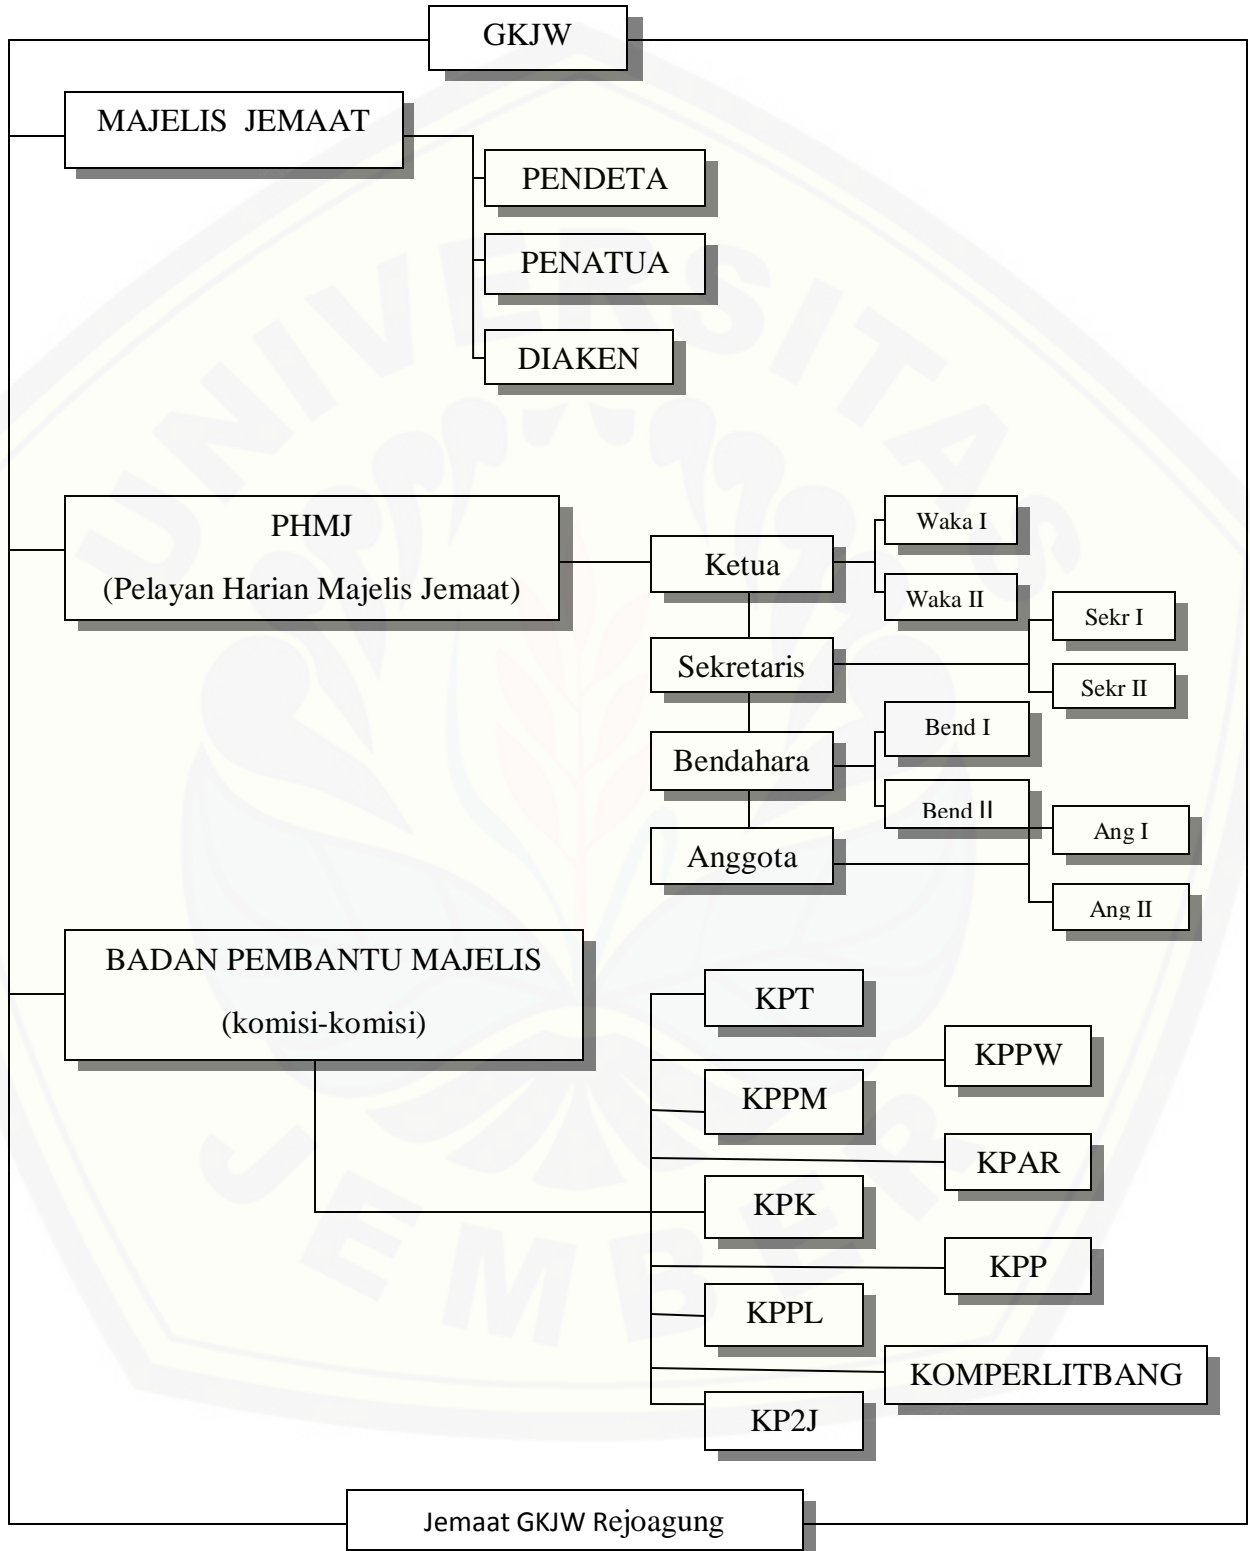 GKJW
MAJELIS JEMAAT
PENDETA
PENATUA
DIAKEN
PHMJ
(Pelayan Harian Majelis Jemaat)
Ketua
Waka I
Waka II
Sekretaris
Sekr I
Sekr II
Bendahara
Bend I
Bend II
Anggota
Ang I
Ang II
BADAN PEMBANTU MAJELIS
(komisi-komisi)
KPT
KPPW
KPPM
KPAR
KPK
KPP
KPPL
KOMPERLITBANG
KP2J
Jemaat GKJW Rejoagung
UNIVERSITAS
JEMBER